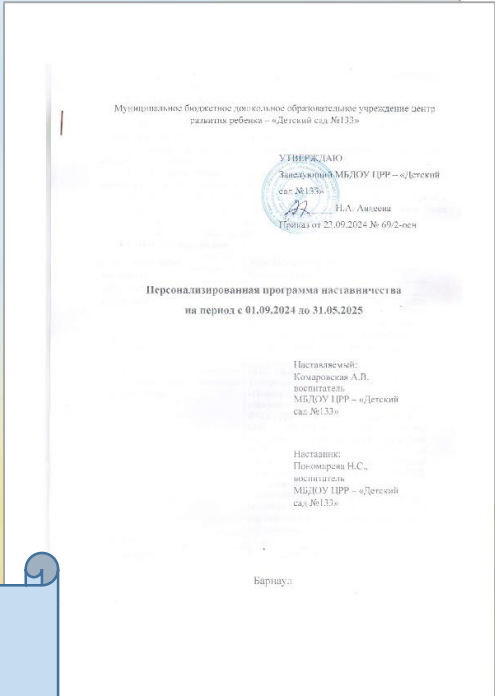 Муниципальное бюджетное дошкольное образовательное учреждение центр
развития ребенка – «Детский сад №133»
УТВЕРЖДАЮ
Заведующий МБДОУ ЦРР – «Детский
сад №133»
Н.А. Авдеева
Приказ от 23.09.2024 № 69/2-осн
Персонализированная программа наставничества
на период с 01.09.2024 до 31.05.2025
Наставляемый:
Комаровская А.В.
воспитатель
МБДОУ ЦРР – «Детский
сад №133»
Наставник:
Пономарева Н.С.,
воспитатель
МБДОУ ЦРР – «Детский
сад №133»
Барнаул